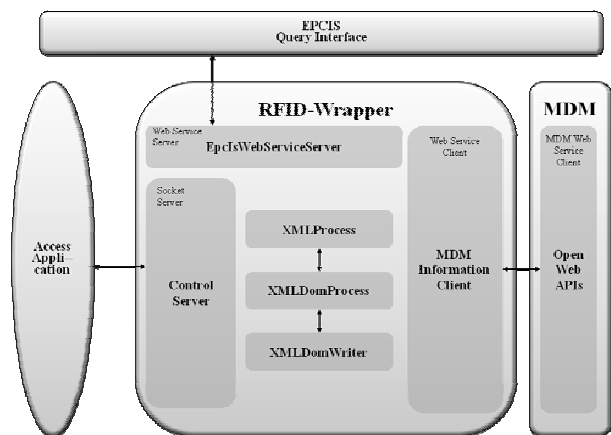 EPCIS
Query Interface
RFID-Wrapper
MDM
Web Service
Server
EpcIsWebServiceServer
Web Service
Client
MDM Web
Service
Client
Socket
Server
XMLProcess
Access
Appli--
cation
Control
Server
XMLDomProcess
MDM
Information
Client
Open
Web
APIs
XMLDomWriter